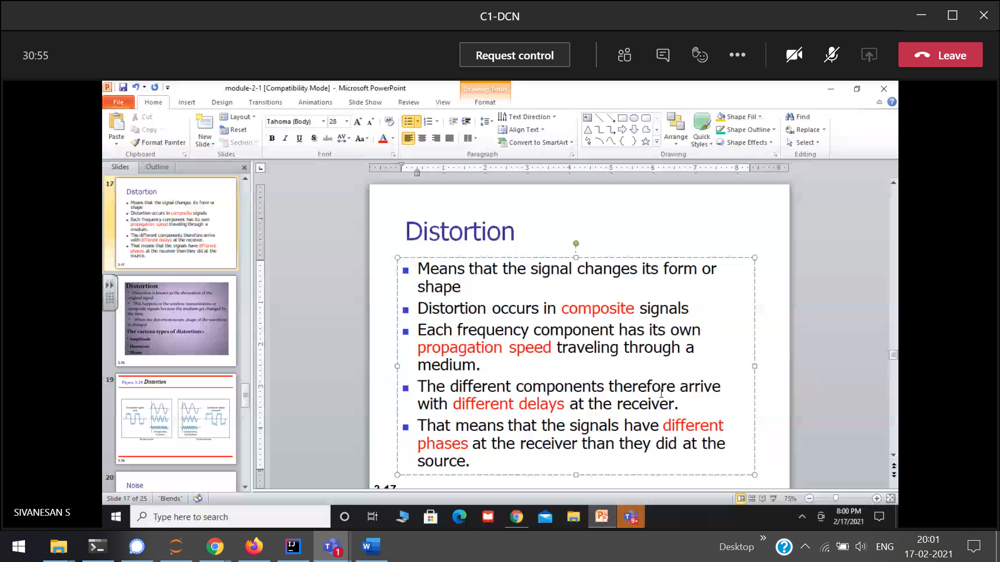 C1-DCN
30:55
Request control
Leave
module-2-1 [Compatibility Mode] - Microsoft PowerPoint
Drawing Tools
File Home Insert Design Transitions Animations Slide Show Review View Format
Paste
Cut
Copy
Format Painter
Clipboard
New
Slide
Layout
Reset
Section
Slides
Tahoma (Body) 28
Font
Text Direction
Align Text
Convert to SmartArt
Paragraph
Arrange
Quick
Styles
Shape Fill
Shape Outline
Shape Effects
Drawing
Find
Replace
Select
Editing
Slides Outline
17
Distortion
Means that the signal changes its form or
shape
Distortion occurs in composite signals
Each frequency component has its own
propagation speed traveling through a
medium.
The different components therefore arrive
with different delays at the receiver.
That means that the signals have different
phases at the receiver than they did at the
source.
3.17
Distortion
Distortion is known as the alternation of the
original signal
This happens in the wireless transmissions or
composite signals because the medium get changed by
the time.
When the distortion occurs ,shape of the waveform
is changed.
The various types of distortion:-
Amplitude
Harmonic
Phase
3.18
19
Figure 3.28 Distortion
3.19
20
Noise
Distortion
Means that the signal changes its form or
shape
Distortion occurs in composite signals
Each frequency component has its own
propagation speed traveling through a
medium.
The different components therefore arrive
with different delays at the receiver.
That means that the signals have different
phases at the receiver than they did at the
source.
Slide 17 of 25 "Blends"
75%
SIVANESAN S
Type here to search
8:00 PM
2/17/2021
Desktop
ENG
20:01
17-02-2021